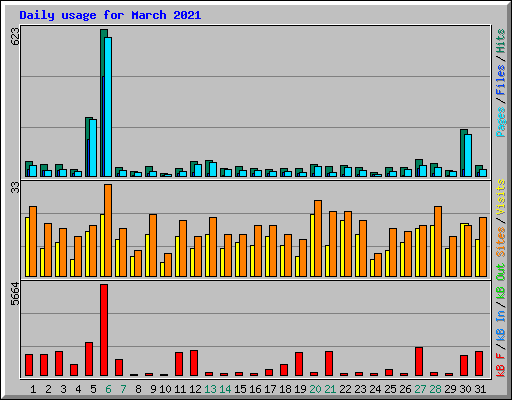 Daily usage for March 2021
623
Pages / Files / Hits
33
Sites / Visits
5664
kB F / kB In / kB Out
1 2 3 4 5 6 7 8 9 10 11 12 13 14 15 16 17 18 19 20 21 22 23 24 25 26 27 28 29 30 31